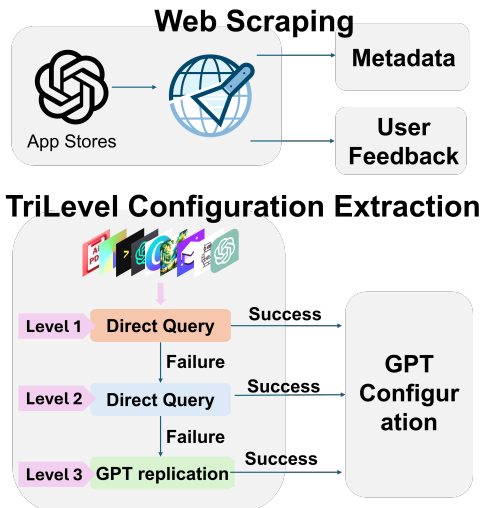 Web Scraping
App Stores
Metadata
User
Feedback
TriLevel Configuration Extraction
Level 1
Direct Query
Success
Failure
Level 2
Direct Query
Success
Failure
Level 3
GPT replication
Success
GPT
Configur
ation